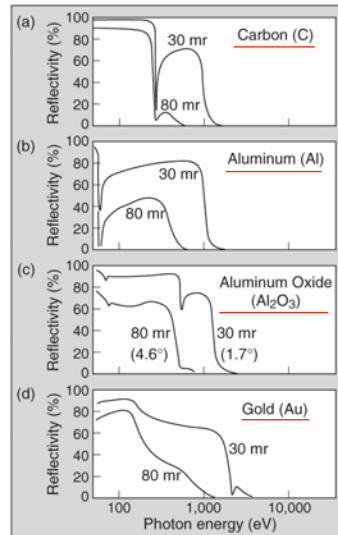 (a)
Carbon (C)
Reflectivity (%)
100
80
60
40
20
0
30 mr
80 mr
(b)
Aluminum (Al)
Reflectivity (%)
100
80
60
40
20
0
30 mr
80 mr
(c)
Aluminum Oxide
(Al₂O₃)
Reflectivity (%)
100
80
60
40
20
0
80 mr
(4.6°)
30 mr
(1.7°)
(d)
Gold (Au)
Reflectivity (%)
100
80
60
40
20
0
30 mr
80 mr
100
1,000
10,000
Photon energy (eV)